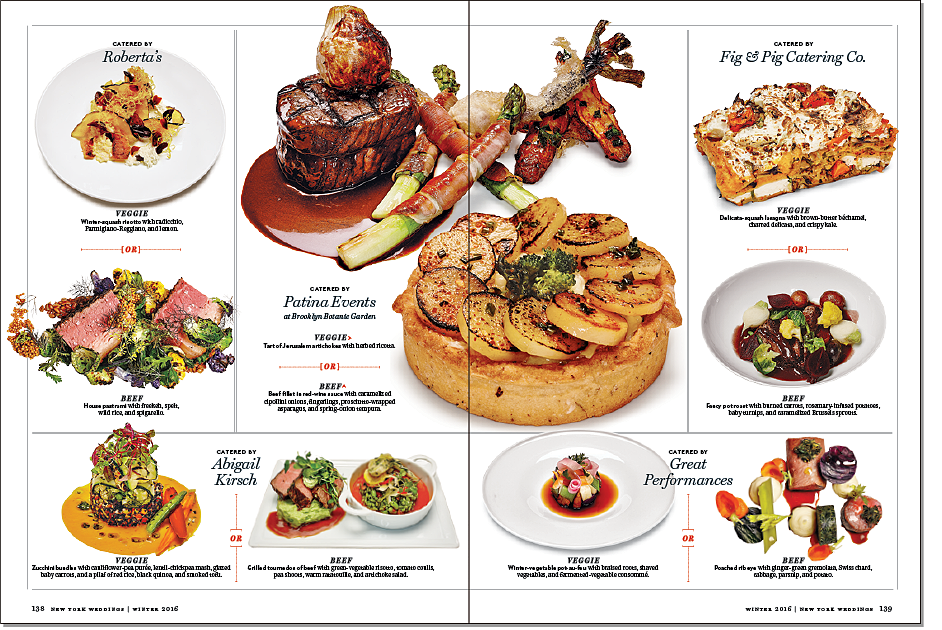 CATERED BY
Roberta's
VEGGIE
Winter-squash risotto with radicchio,
Parmigiano-Reggiano, and lemon.
[OR]
BEEF
House pastrami with freekeh, spelt,
wild rice, and spigarello.
CATERED BY
Patina Events
at Brooklyn Botanic Garden
VEGGIE>
Tart of Jerusalem artichokes with herbed ricotta.
[OR]
BEEF^
Beef fillet in red-wine sauce with caramelized
cipollini onions, fingerlings, prosciutto-wrapped
asparagus, and spring-onion tempura.
CATERED BY
Fig & Pig Catering Co.
VEGGIE
Delicata-squash lasagna with brown-butter béchamel,
charred delicata, and crispy kale.
[OR]
BEEF
Fancy pot roast with burned carrots, rosemary-infused potatoes,
baby turnips, and caramelized Brussels sprouts.
CATERED BY
Abigail
Kirsch
VEGGIE
Zucchini bundles with cauliflower-pea purée, lentil-chickpea mash, glazed
baby carrots, and a pilaf of red rice, black quinoa, and smoked tofu.
OR
BEEF
Grilled tournedos of beef with green-vegetable risotto, tomato coulis,
pea shoots, warm ratatouille, and artichoke salad.
CATERED BY
Great
Performances
VEGGIE
Winter-vegetable pot-au-feu with braised roots, shaved
vegetables, and fermented-vegetable consommé.
OR
BEEF
Poached ribeye with ginger-green gremolata, Swiss chard,
cabbage, parsnip, and potato.
138 NEW YORK WEDDINGS | WINTER 2016
WINTER 2016 | NEW YORK WEDDINGS 139